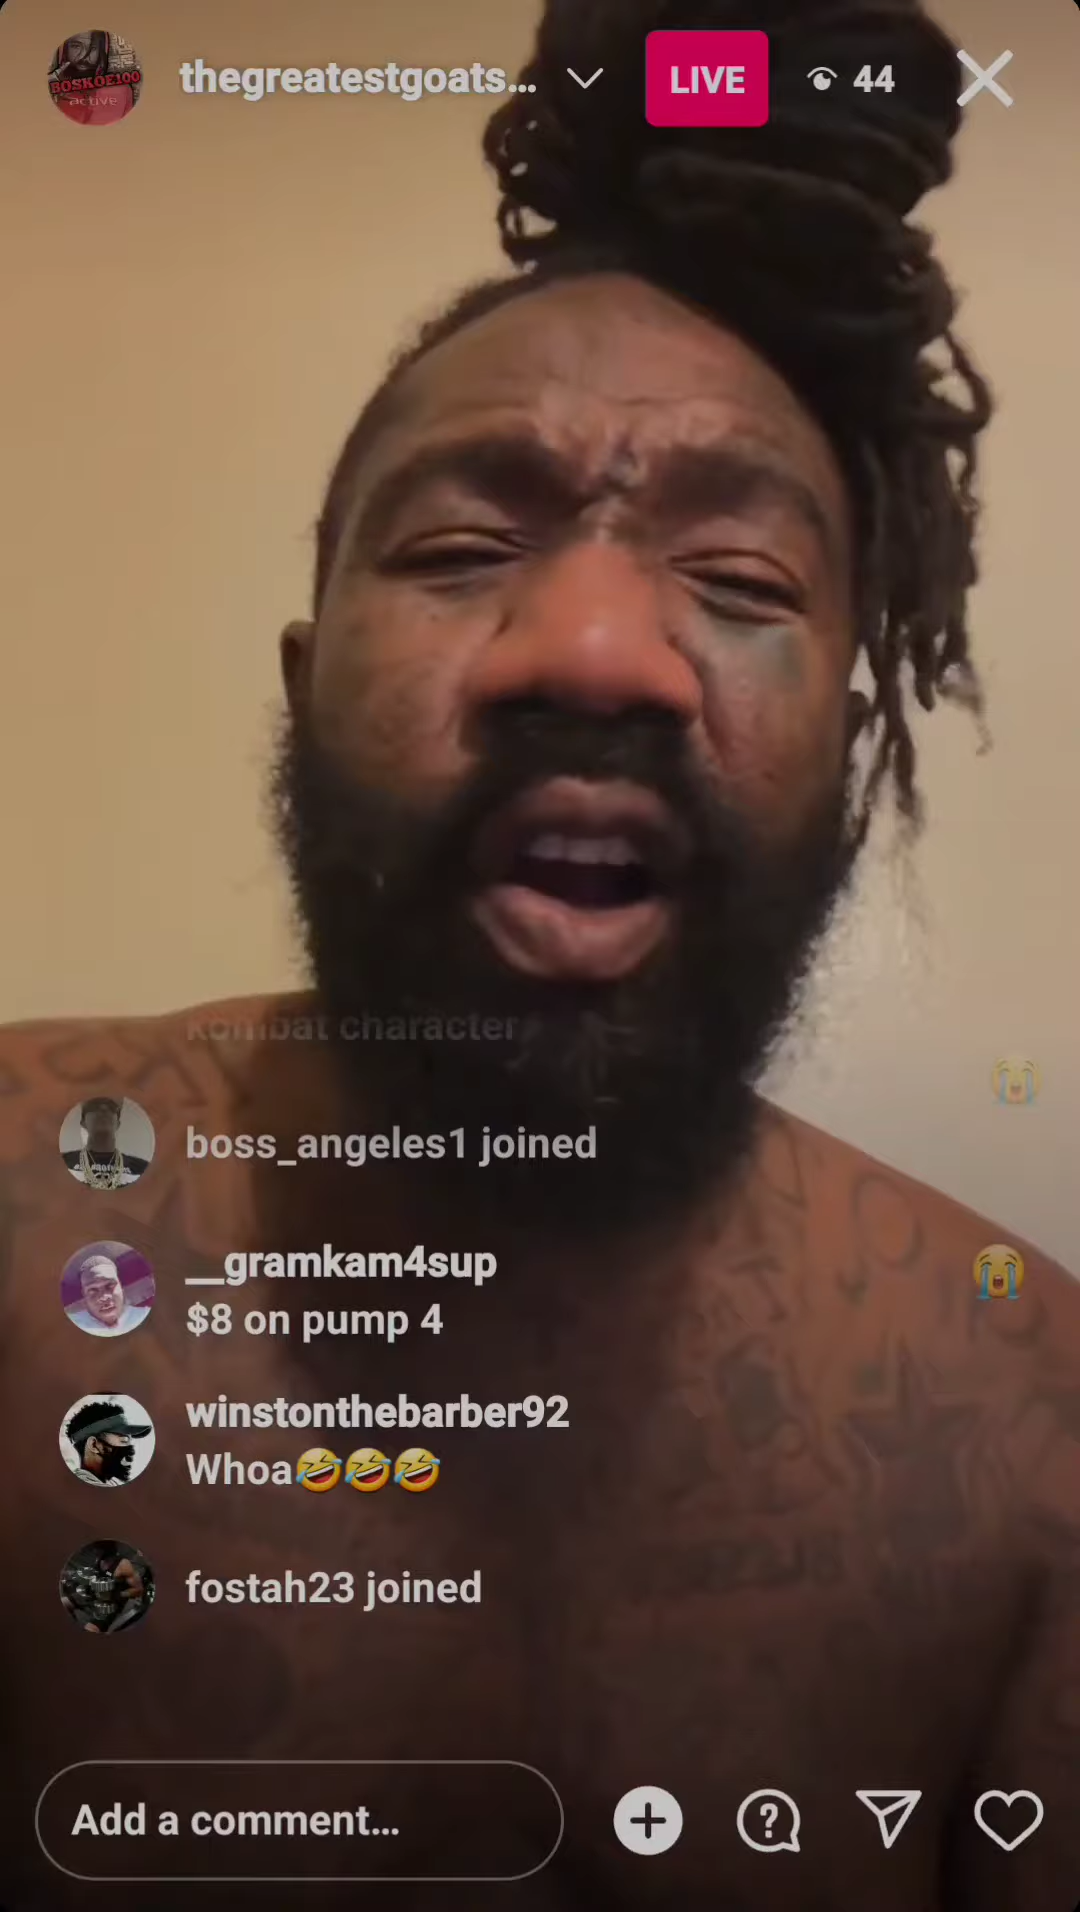 BOSKOE100
active
thegreatestgoats...
LIVE
44
kombat character
boss_angeles1 joined
__gramkam4sup
$8 on pump 4
winstonthebarber92
Whoa🤣🤣🤣
fostah23 joined
Add a comment...